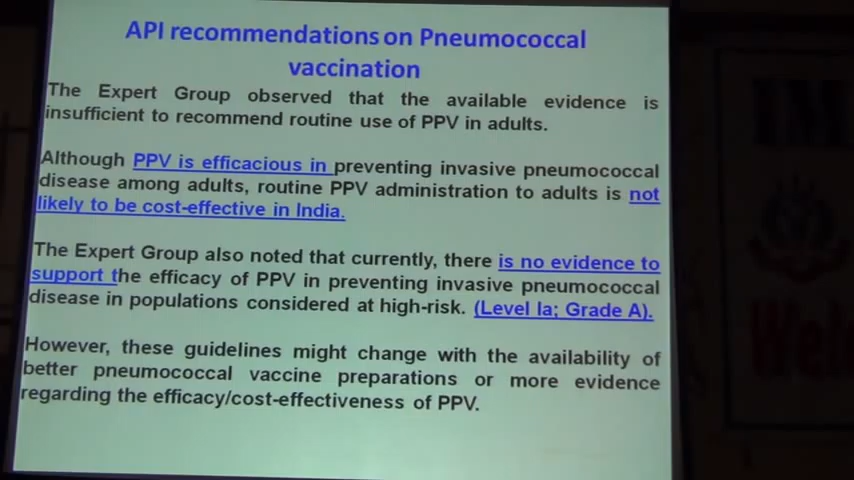 API recommendations on Pneumococcal
vaccination
The Expert Group observed that the available evidence is
insufficient to recommend routine use of PPV in adults.
Although PPV is efficacious in preventing invasive pneumococcal
disease among adults, routine PPV administration to adults is not
likely to be cost-effective in India.
The Expert Group also noted that currently, there is no evidence to
support the efficacy of PPV in preventing invasive pneumococcal
disease in populations considered at high-risk. (Level Ia; Grade A).
However, these guidelines might change with the availability of
better pneumococcal vaccine preparations or more evidence
regarding the efficacy/cost-effectiveness of PPV.